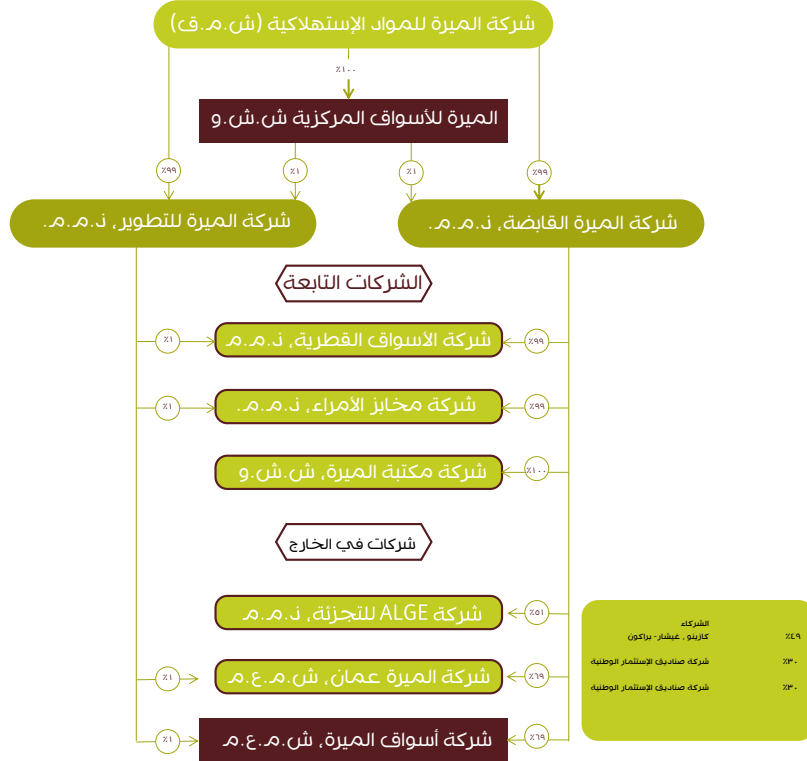 شركة الميرة للمواد الإستهلاكية (ش.م.ق)
٪١٠٠
الميرة للأسواق المركزية ش.ش.و
٪٩٩
٪١
٪١
٪٩٩
شركة الميرة القابضة، ذ.م.م.
شركة الميرة للتطوير، ذ.م.م.
الشركات التابعة
٪٩٩
شركة الأسواق القطرية، ذ.م.م
٪١
٪٩٩
شركة مخابز الأمراء، ذ.م.م.
٪١
٪١٠٠
شركة مكتبة الميرة، ش.ش.و
شركات في الخارج
٪٥١
شركة ALGE للتجزئة، ذ.م.م
٪٦٩
شركة الميرة عمان، ش.م.ع.م
٪١
٪٦٩
شركة أسواق الميرة، ش.م.ع.م
٪١
الشركاء
كازينو ، غيشار- براكون ٪٤٩
شركة صناديق الإستثمار الوطنية ٪٣٠
شركة صناديق الإستثمار الوطنية ٪٣٠